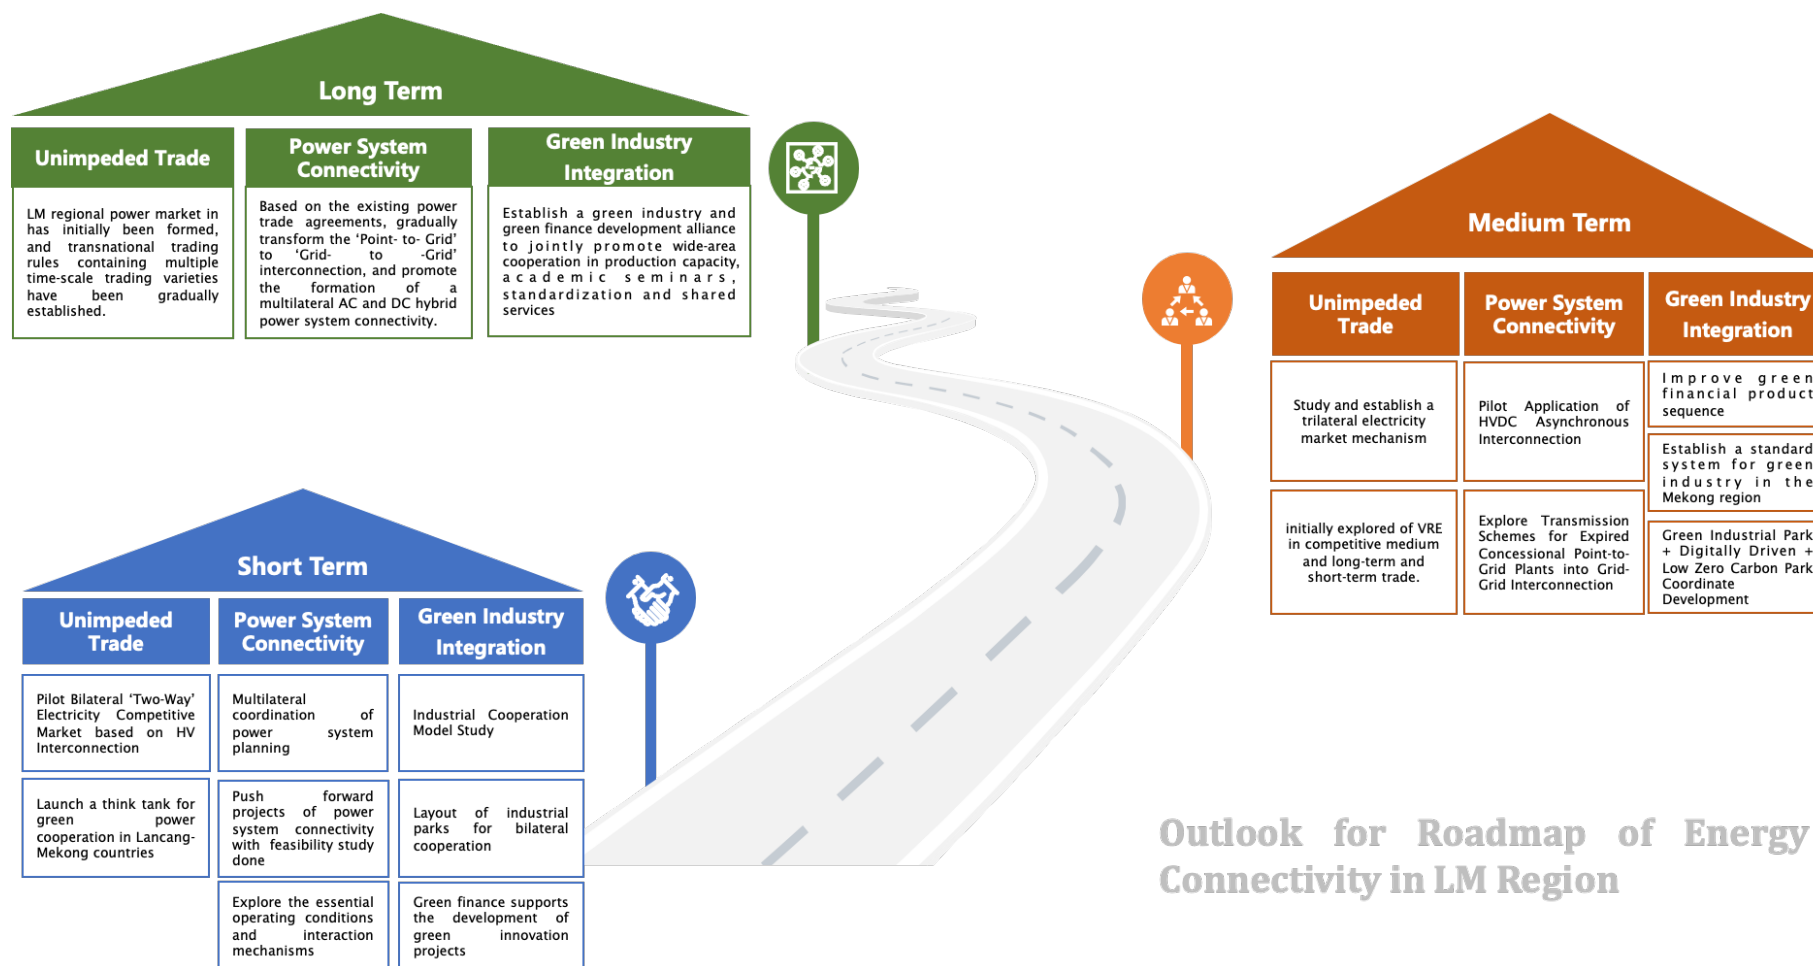 Long Term
Unimpeded Trade
LM regional power market in
has initially been formed,
and transnational trading
rules containing multiple
time-scale trading varieties
have been gradually
established.
Power System
Connectivity
Based on the existing power
trade agreements, gradually
transform the ‘Point- to- Grid’
to ‘Grid- to -Grid’
interconnection, and promote
the formation of a
multilateral AC and DC hybrid
power system connectivity.
Green Industry
Integration
Establish a green industry and
green finance development alliance
to jointly promote wide-area
cooperation in production capacity,
academic seminars,
standardization and shared
services
Medium Term
Unimpeded
Trade
Study and establish a
trilateral electricity
market mechanism
initially explored of VRE
in competitive medium
and long-term and
short-term trade.
Power System
Connectivity
Pilot Application of
HVDC Asynchronous
Interconnection
Explore Transmission
Schemes for Expired
Concessional Point-to-
Grid Plants into Grid-
Grid Interconnection
Green Industry
Integration
Improve green
financial product
sequence
Establish a standard
system for green
industry in the
Mekong region
Green Industrial Park
+ Digitally Driven +
Low Zero Carbon Park
Coordinate
Development
Short Term
Unimpeded
Trade
Pilot Bilateral ‘Two-Way’
Electricity Competitive
Market based on HV
Interconnection
Launch a think tank for
green power
cooperation in Lancang-
Mekong countries
Power System
Connectivity
Multilateral
coordination of
power system
planning
Push forward
projects of power
system connectivity
with feasibility study
done
Explore the essential
operating conditions
and interaction
mechanisms
Green Industry
Integration
Industrial Cooperation
Model Study
Layout of industrial
parks for bilateral
cooperation
Green finance supports
the development of
green innovation
projects
Outlook for Roadmap of Energy
Connectivity in LM Region